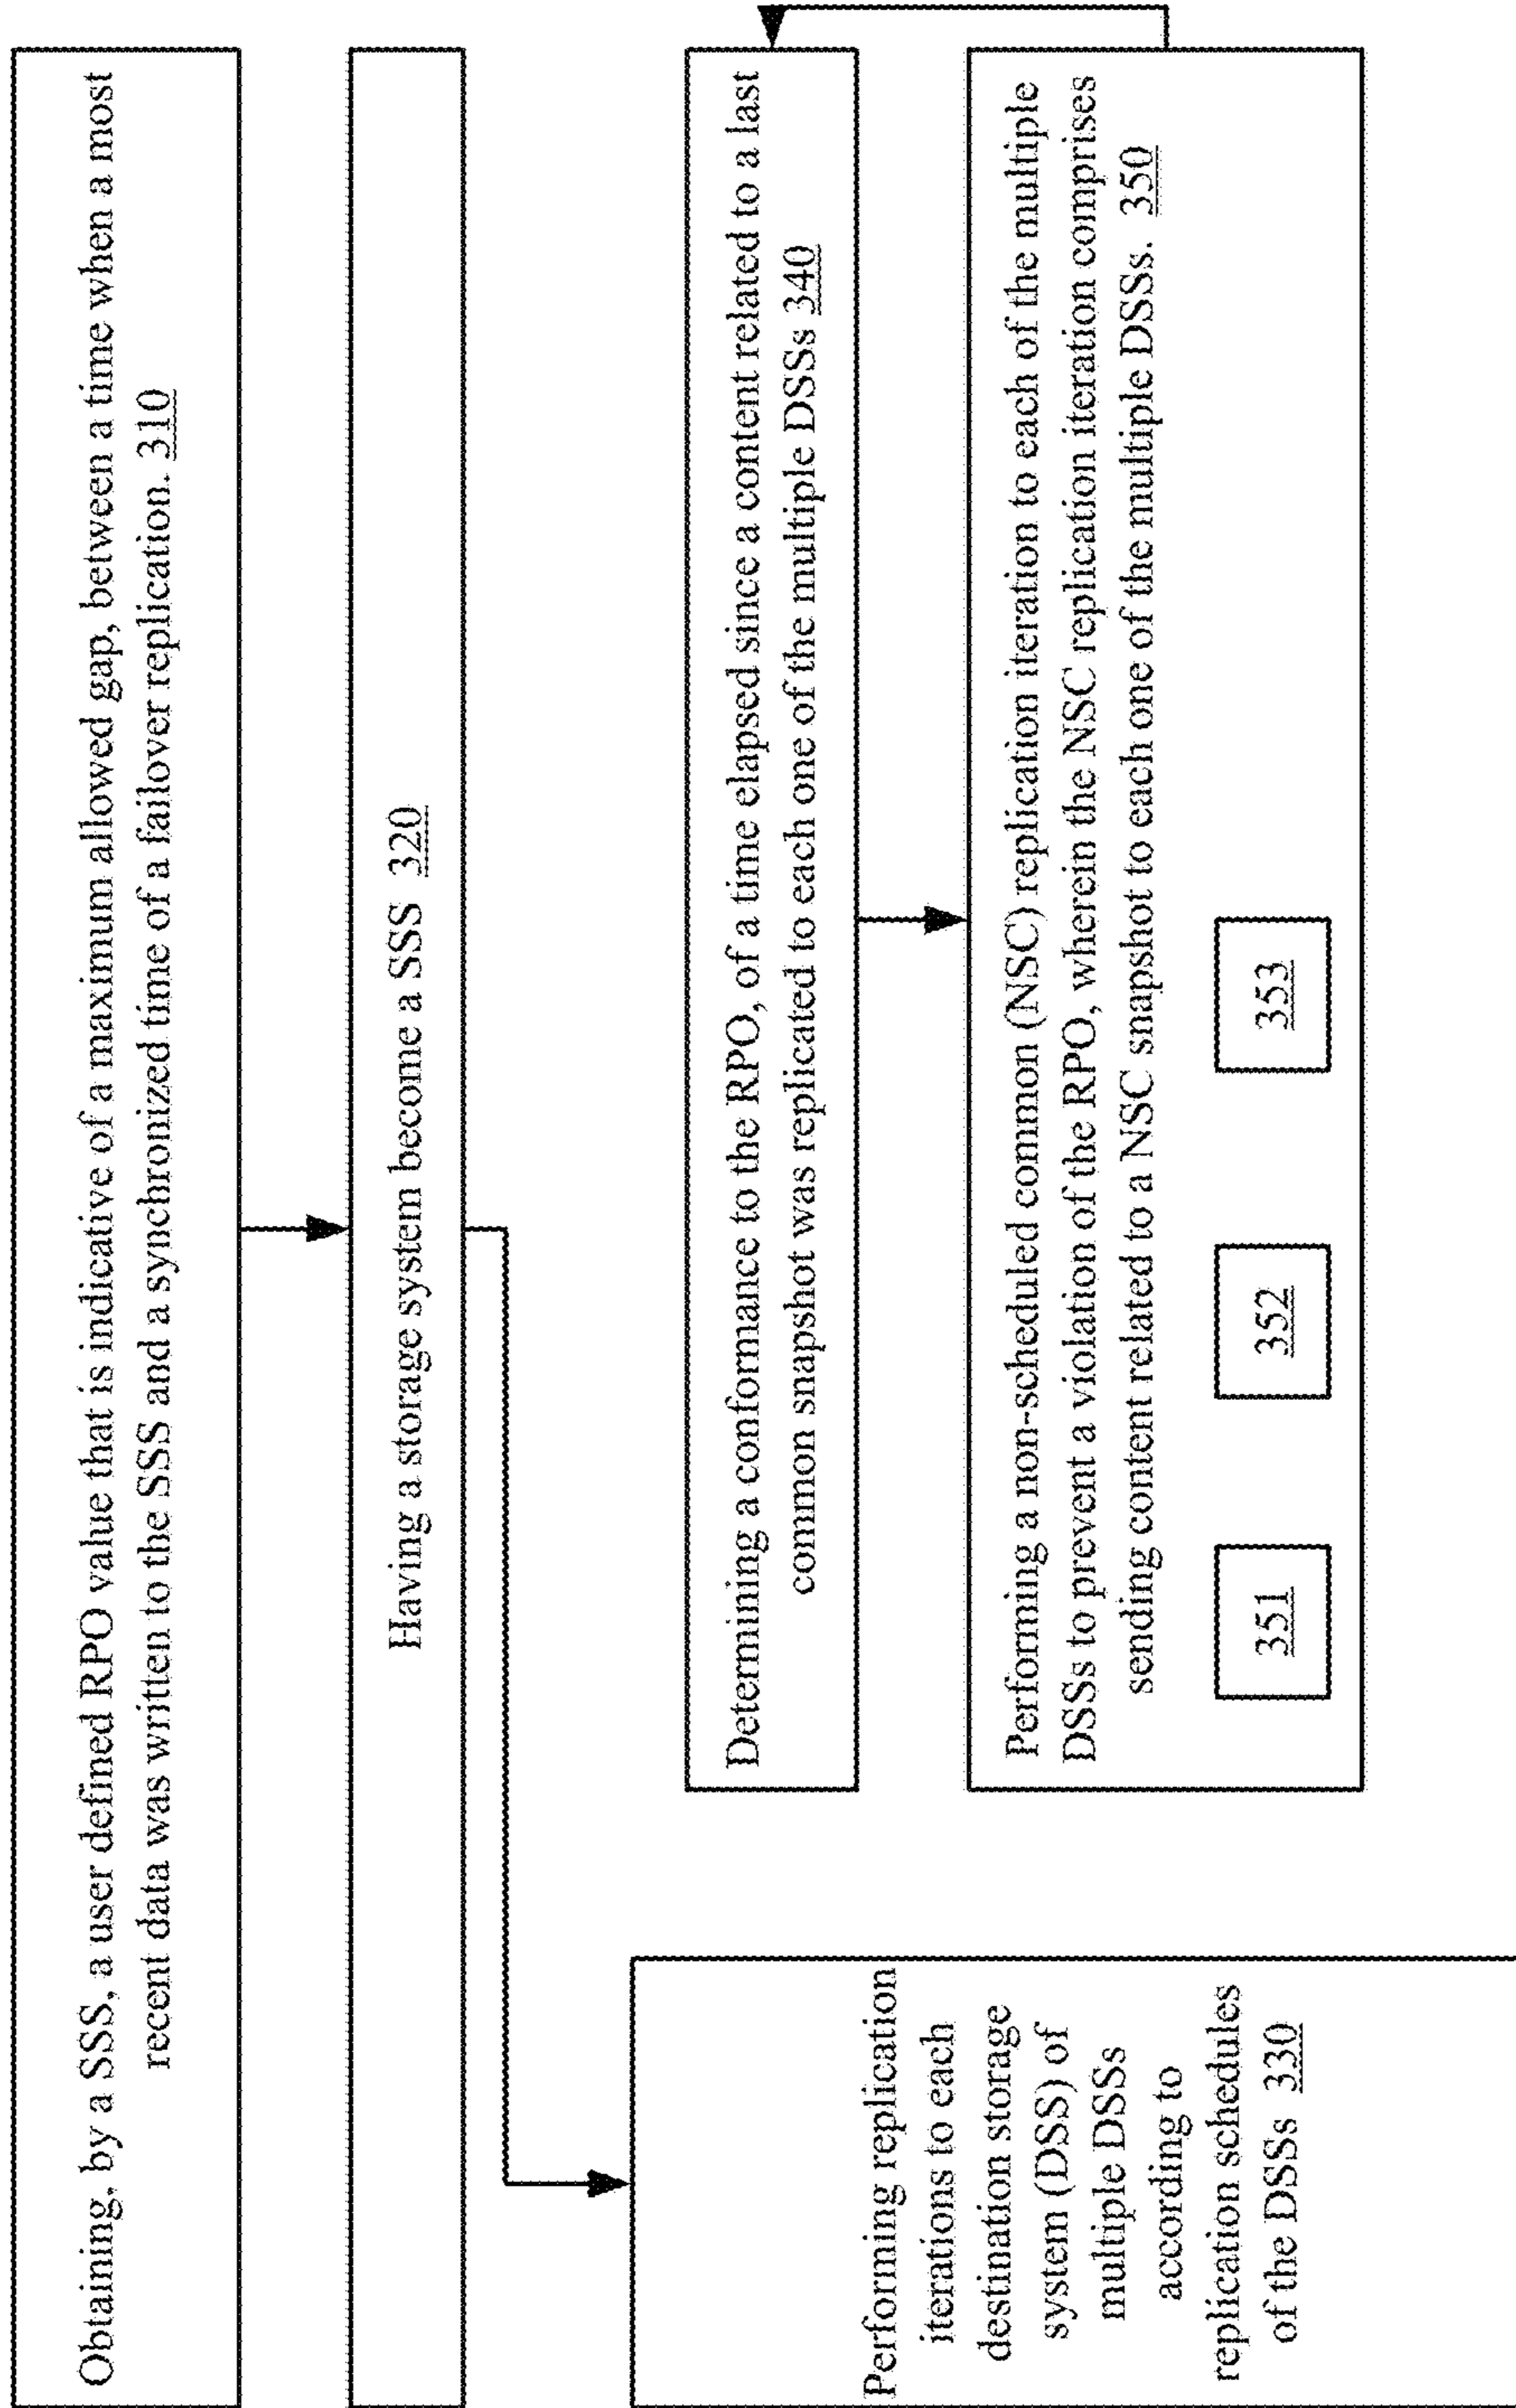 Obtaining, by a SSS, a user defined RPO value that is indicative of a maximum allowed gap, between a time when a most
recent data was written to the SSS and a synchronized time of a failover replication. 310
Having a storage system become a SSS 320
Performing replication
iterations to each
destination storage
system (DSS) of
multiple DSSs
according to
replication schedules
of the DSSs 330
Determining a conformance to the RPO, of a time elapsed since a content related to a last
common snapshot was replicated to each one of the multiple DSSs 340
Performing a non-scheduled common (NSC) replication iteration to each of the multiple
DSSs to prevent a violation of the RPO, wherein the NSC replication iteration comprises
sending content related to a NSC snapshot to each one of the multiple DSSs. 350
351 352 353